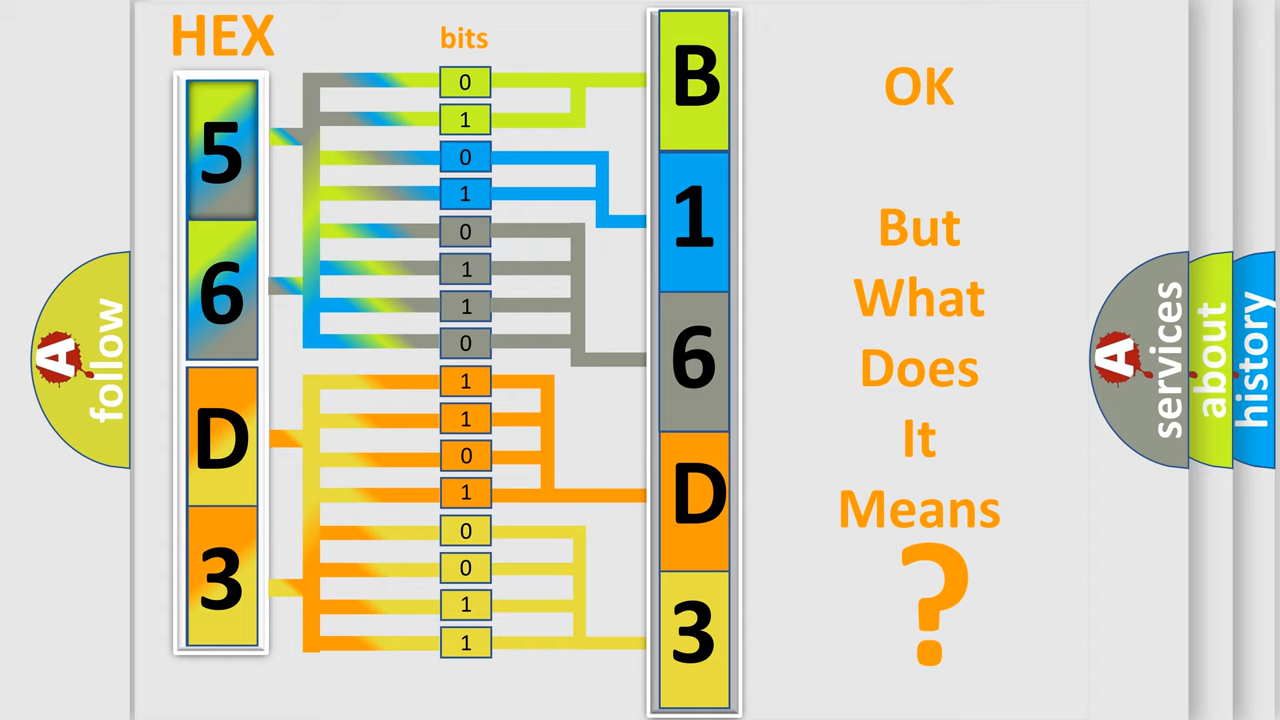 HEX
bits
5
6
D
3
0
1
0
1
0
1
1
0
1
1
0
1
0
0
1
1
B
1
6
D
3
OK
But
What
Does
It
Means
?
A
follow
A
services
about
history